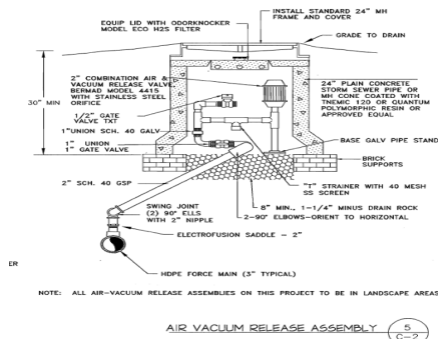 INSTALL STANDARD 24" MH
FRAME AND COVER
EQUIP LID WITH ODORKNOCKER
MODEL ECO H2S FILTER
GRADE TO DRAIN
2" COMBINATION AIR &
VACUUM RELEASE VALVE,
BERMAD MODEL 4415
WITH STAINLESS STEEL
ORIFICE
24" PLAIN CONCRETE
STORM SEWER PIPE OR
MH CONE COATED WITH
TNEMIC 120 OR QUANTUM
POLYMORPHIC RESIN OR
APPROVED EQUAL
30" MIN
1/2" GATE
VALVE TXT
1"UNION SCH. 40 GALV
1" UNION
1" GATE VALVE
BASE GALV PIPE STAND
BRICK
SUPPORTS
2" SCH. 40 GSP
"T" STRAINER WITH 40 MESH
SS SCREEN
SWING JOINT
(2) 90° ELLS
WITH 2" NIPPLE
8" MIN., 1-1/4" MINUS DRAIN ROCK
2-90° ELBOWS-ORIENT TO HORIZONTAL
ELECTROFUSION SADDLE - 2"
ER
HDPE FORCE MAIN (3" TYPICAL)
NOTE: ALL AIR-VACUUM RELEASE ASSEMBLIES ON THIS PROJECT TO BE IN LANDSCAPE AREAS
AIR VACUUM RELEASE ASSEMBLY
5
C-2